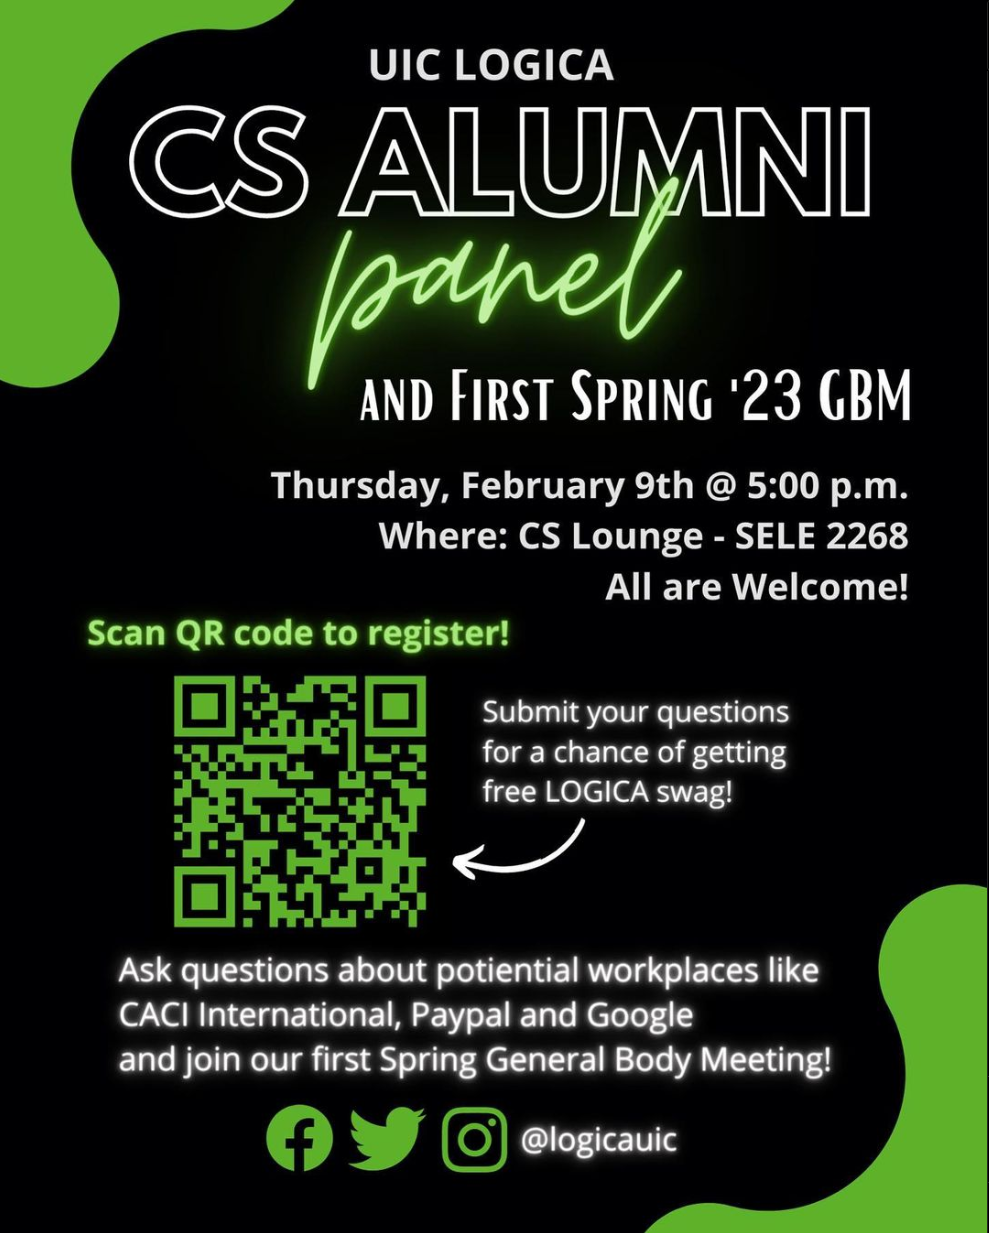 UIC LOGICA
CS ALUMNI
panel
AND FIRST SPRING '23 GBM
Thursday, February 9th @ 5:00 p.m.
Where: CS Lounge - SELE 2268
All are Welcome!
Scan QR code to register!
Submit your questions
for a chance of getting
free LOGICA swag!
Ask questions about potiential workplaces like
CACI International, Paypal and Google
and join our first Spring General Body Meeting!
@logicauic